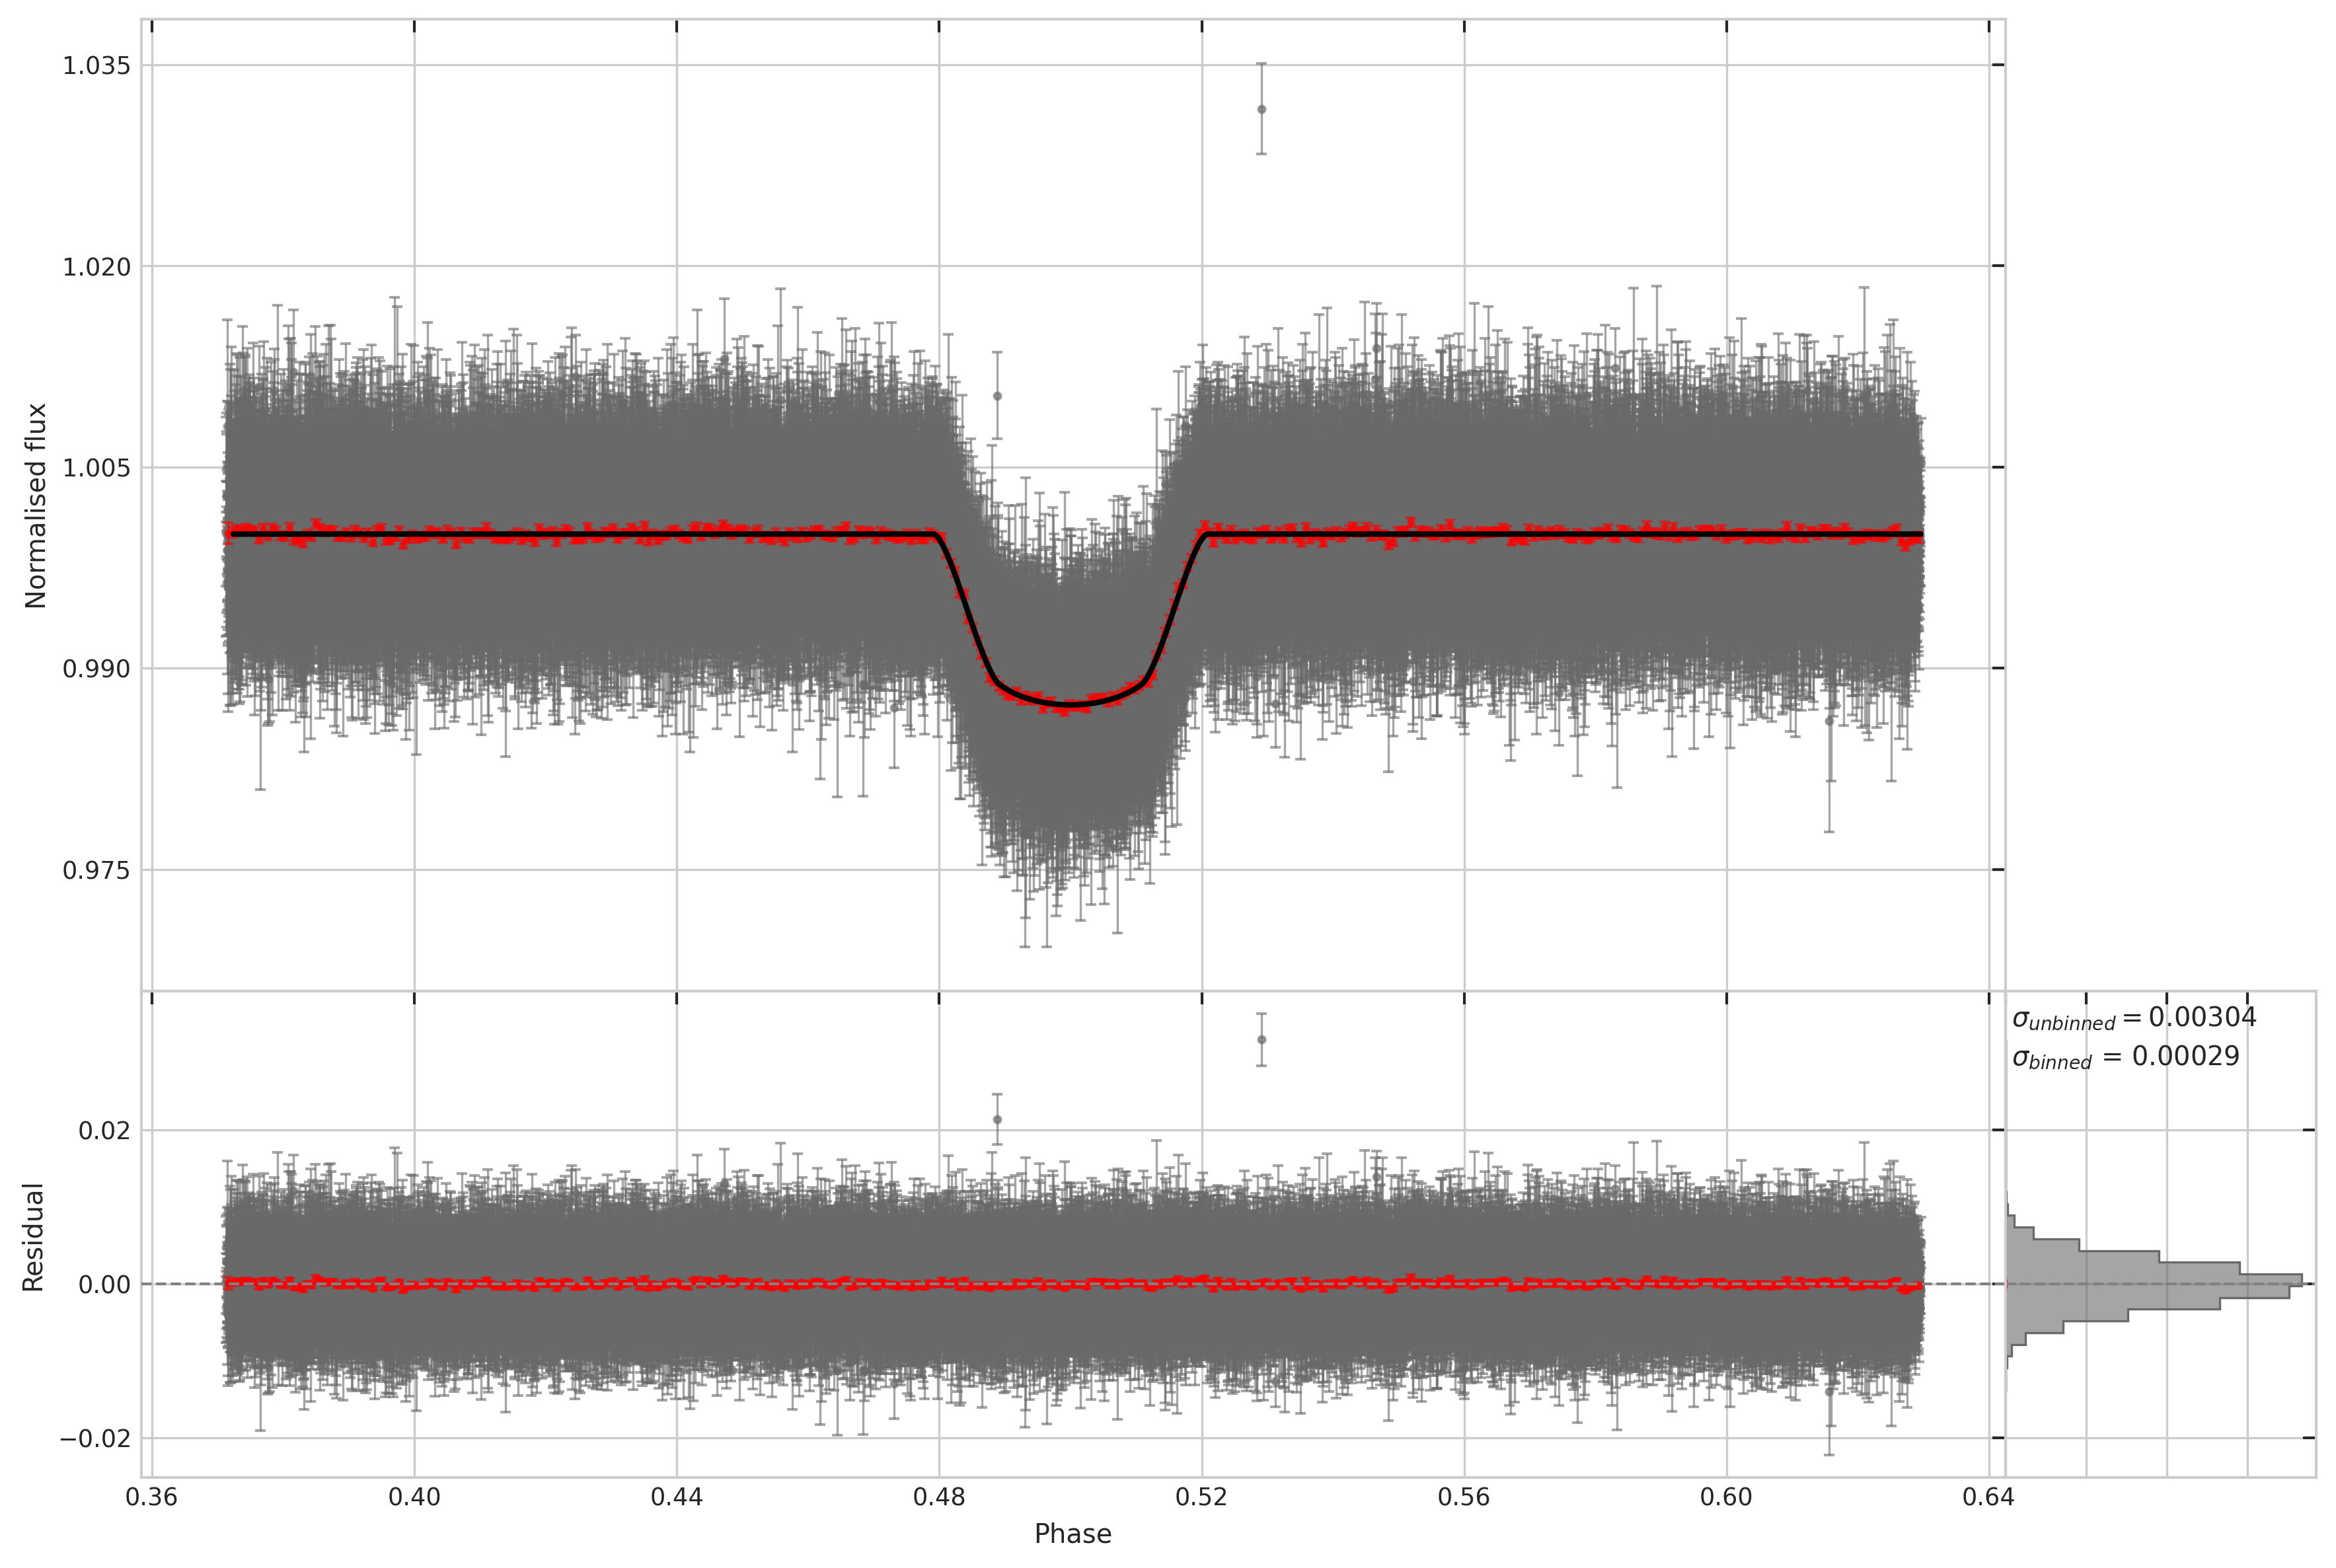 1.035
1.020
1.005
0.990
0.975
Normalised flux
σunbinned = 0.00304
σbinned = 0.00029
0.02
0.00
−0.02
Residual
0.36 0.40 0.44 0.48 0.52 0.56 0.60 0.64
Phase